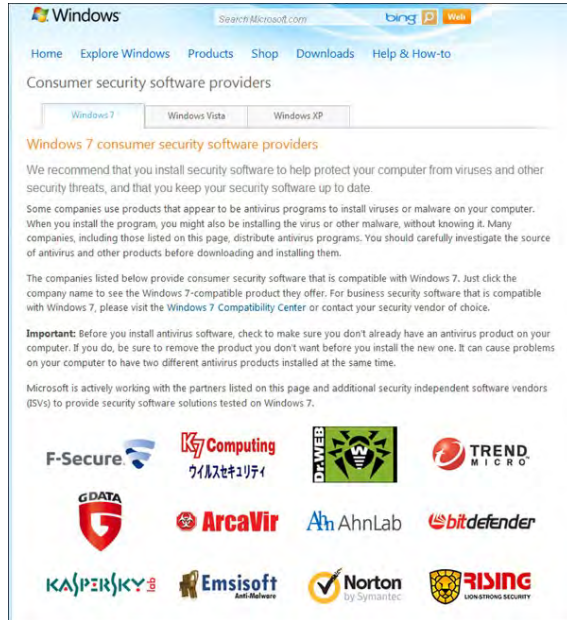 Windows
Search Microsoft.com
bing
Web
Home Explore Windows Products Shop Downloads Help & How-to
Consumer security software providers
Windows 7 Windows Vista Windows XP
Windows 7 consumer security software providers
We recommend that you install security software to help protect your computer from viruses and other
security threats, and that you keep your security software up to date.
Some companies use products that appear to be antivirus programs to install viruses or malware on your computer.
When you install the program, you might also be installing the virus or other malware, without knowing it. Many
companies, including those listed on this page, distribute antivirus programs. You should carefully investigate the source
of antivirus and other products before downloading and installing them.
The companies listed below provide consumer security software that is compatible with Windows 7. Just click the
company name to see the Windows 7-compatible product they offer. For business security software that is compatible
with Windows 7, please visit the Windows 7 Compatibility Center or contact your security vendor of choice.
Important: Before you install antivirus software, check to make sure you don't already have an antivirus product on your
computer. If you do, be sure to remove the product you don't want before you install the new one. It can cause problems
on your computer to have two different antivirus products installed at the same time.
Microsoft is actively working with the partners listed on this page and additional security independent software vendors
(ISVs) to provide security software solutions tested on Windows 7.
F-Secure
K7 Computing
ウイルスセキュリティ
Dr.WEB
TREND
MICRO
G DATA
ArcaVir
Ahn AhnLab
bitdefender
KASPERSKY lab
Emsisoft
Anti-Malware
Norton
by Symantec
RISING
LION-STRONG SECURITY